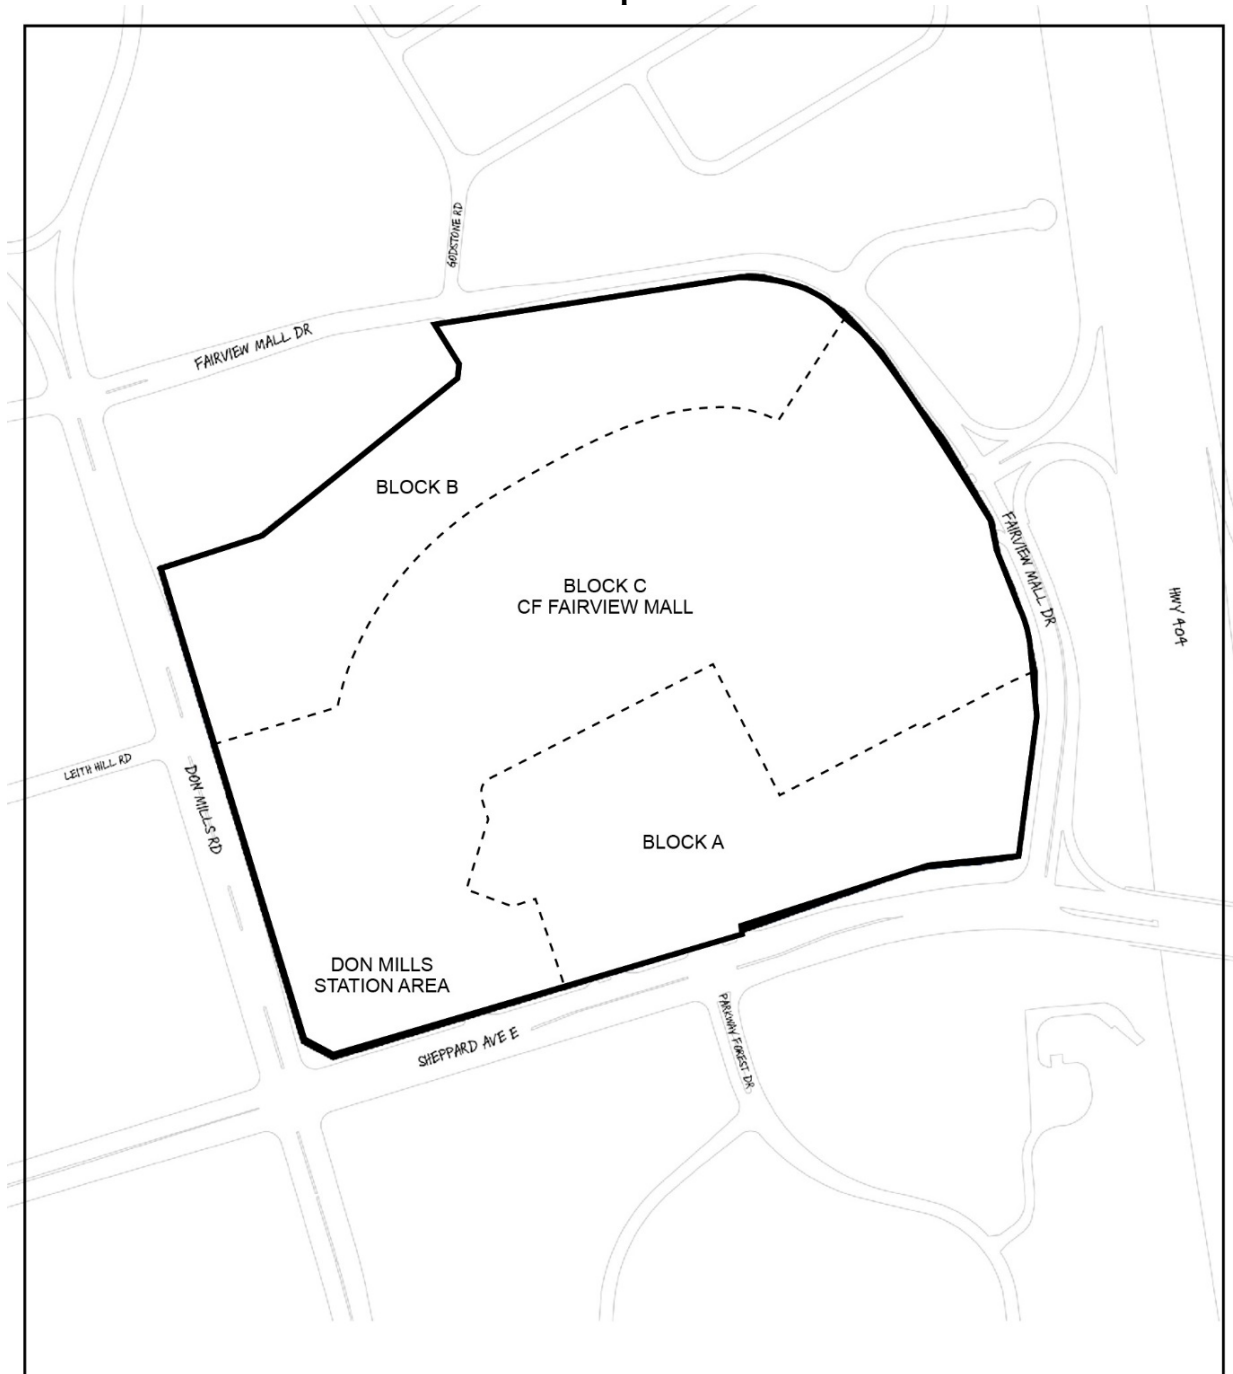 GODSTONE RD
FAIRVIEW MALL DR
BLOCK B
FAIRVIEW MALL DR
BLOCK C
CF FAIRVIEW MALL
HWY 404
LEITH HILL RD
DON MILLS RD
BLOCK A
DON MILLS
STATION AREA
SHEPPARD AVE E
PARKWAY FOREST DR